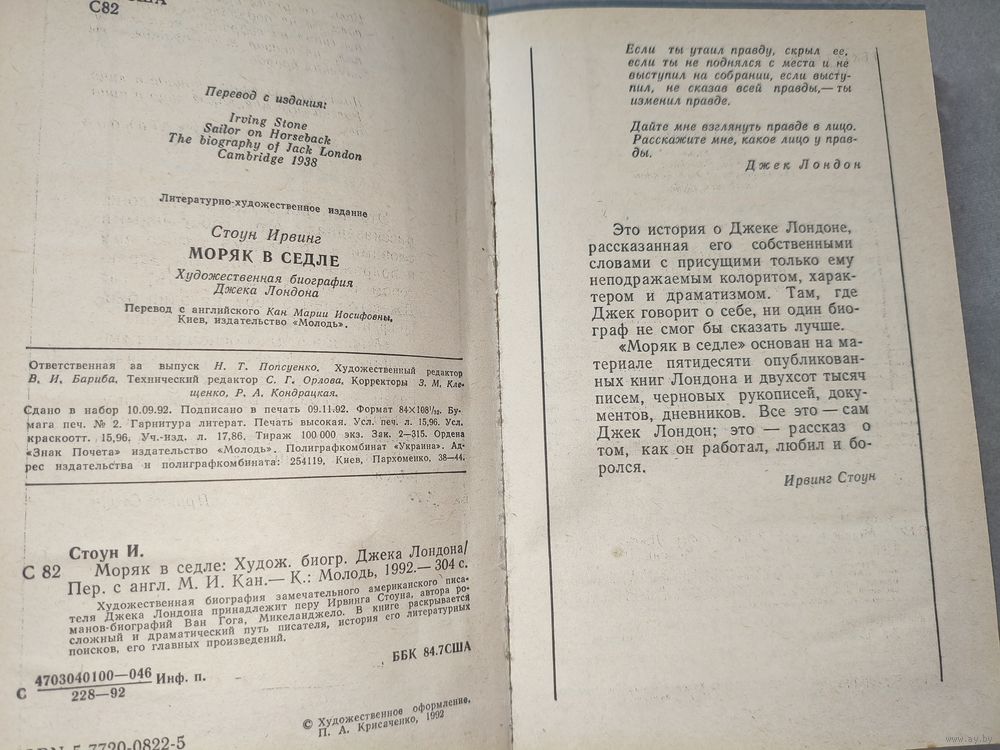 США
С82
Перевод с издания:
Irving Stone
Sailor on Horseback
The biography of Jack London
Cambridge 1938
Литературно-художественное издание
Стоун Ирвинг
МОРЯК В СЕДЛЕ
Художественная биография
Джека Лондона
Перевод с английского Кан Марии Иосифовны.
Киев, издательство «Молодь».
Ответственная за выпуск Н. Т. Попсуенко, Художественный редактор
В. И. Бариба, Технический редактор С. Г. Орлова, Корректоры З. М. Кле-
щенко, Р. А. Кондрацкая.
Сдано в набор 10.09.92. Подписано в печать 09.11.92. Формат 84×108¹/₃₂. Бу-
мага печ. № 2. Гарнитура литерат. Печать высокая. Усл. печ. л. 15,96. Усл.
краскоотт. 15,96. Уч.-изд. л. 17,86. Тираж 100 000 экз. Зак. 2—315. Ордена
«Знак Почета» издательство «Молодь». Полиграфкомбинат «Украина». Ад-
рес издательства и полиграфкомбината: 254119, Киев, Пархоменко, 38—44.
Стоун И.
С 82 Моряк в седле: Худож. биогр. Джека Лондона/
Пер. с англ. М. И. Кан.— К.: Молодь, 1992.— 304 с.
Художественная биография замечательного американского писа-
теля Джека Лондона принадлежит перу Ирвинга Стоуна, автора ро-
манов-биографий Ван Гога, Микеланджело. В книге раскрывается
сложный и драматический путь писателя, история его литературных
поисков, его главных произведений.
С 4703040100—046 Инф. п.
228—92
ББК 84.7США
© Художественное оформление,
П. А. Крисаченко, 1992
5-7720-0822-5
Если ты утаил правду, скрыл ее,
если ты не поднялся с места и не
выступил на собрании, если высту-
пил, не сказав всей правды,— ты
изменил правде.
Дайте мне взглянуть правде в лицо.
Расскажите мне, какое лицо у прав-
ды.
Джек Лондон
Это история о Джеке Лондоне,
рассказанная его собственными
словами с присущими только ему
неподражаемым колоритом, харак-
тером и драматизмом. Там, где
Джек говорит о себе, ни один био-
граф не смог бы сказать лучше.
«Моряк в седле» основан на ма-
териале пятидесяти опубликован-
ных книг Лондона и двухсот тысяч
писем, черновых рукописей, доку-
ментов, дневников. Все это — сам
Джек Лондон; это — рассказ о
том, как он работал, любил и бо-
ролся.
Ирвинг Стоун
www.ay.by